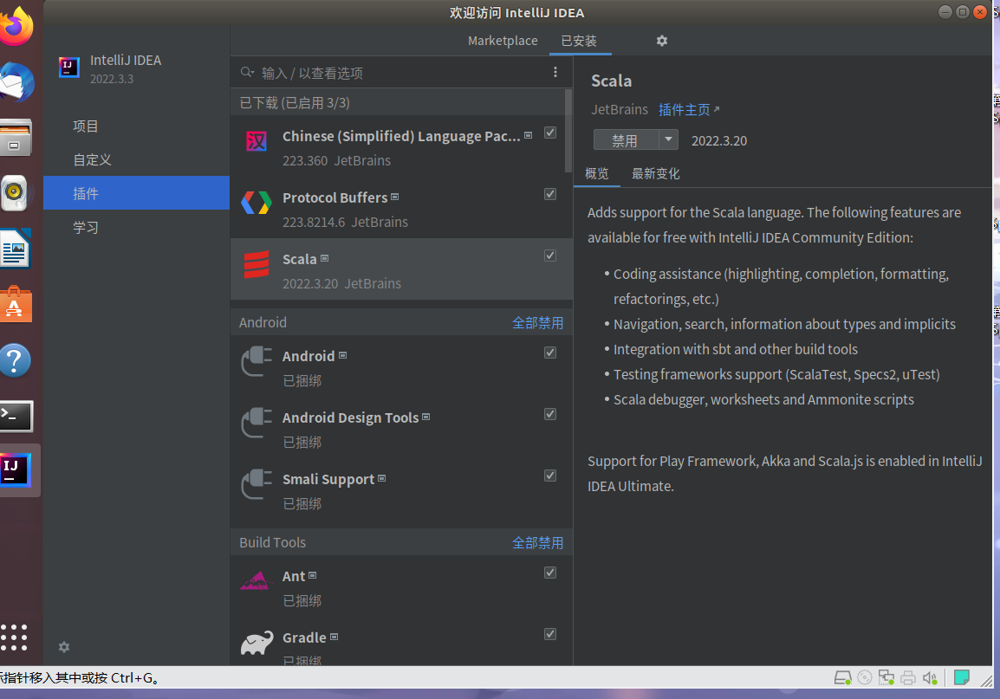 欢迎访问 IntelliJ IDEA
IntelliJ IDEA
2022.3.3
项目
自定义
插件
学习
Marketplace
已安装
输入 / 以查看选项
已下载 (已启用 3/3)
Chinese (Simplified) Language Pac...
223.360 JetBrains
Protocol Buffers
223.8214.6 JetBrains
Scala
2022.3.20 JetBrains
Android 全部禁用
Android
已捆绑
Android Design Tools
已捆绑
Smali Support
已捆绑
Build Tools 全部禁用
Ant
已捆绑
Gradle
已捆绑
Scala
JetBrains 插件主页
禁用 2022.3.20
概览 最新变化
Adds support for the Scala language. The following features are
available for free with IntelliJ IDEA Community Edition:
• Coding assistance (highlighting, completion, formatting,
refactorings, etc.)
• Navigation, search, information about types and implicits
• Integration with sbt and other build tools
• Testing frameworks support (ScalaTest, Specs2, uTest)
• Scala debugger, worksheets and Ammonite scripts
Support for Play Framework, Akka and Scala.js is enabled in IntelliJ
IDEA Ultimate.
指针移入其中或按 Ctrl+G。